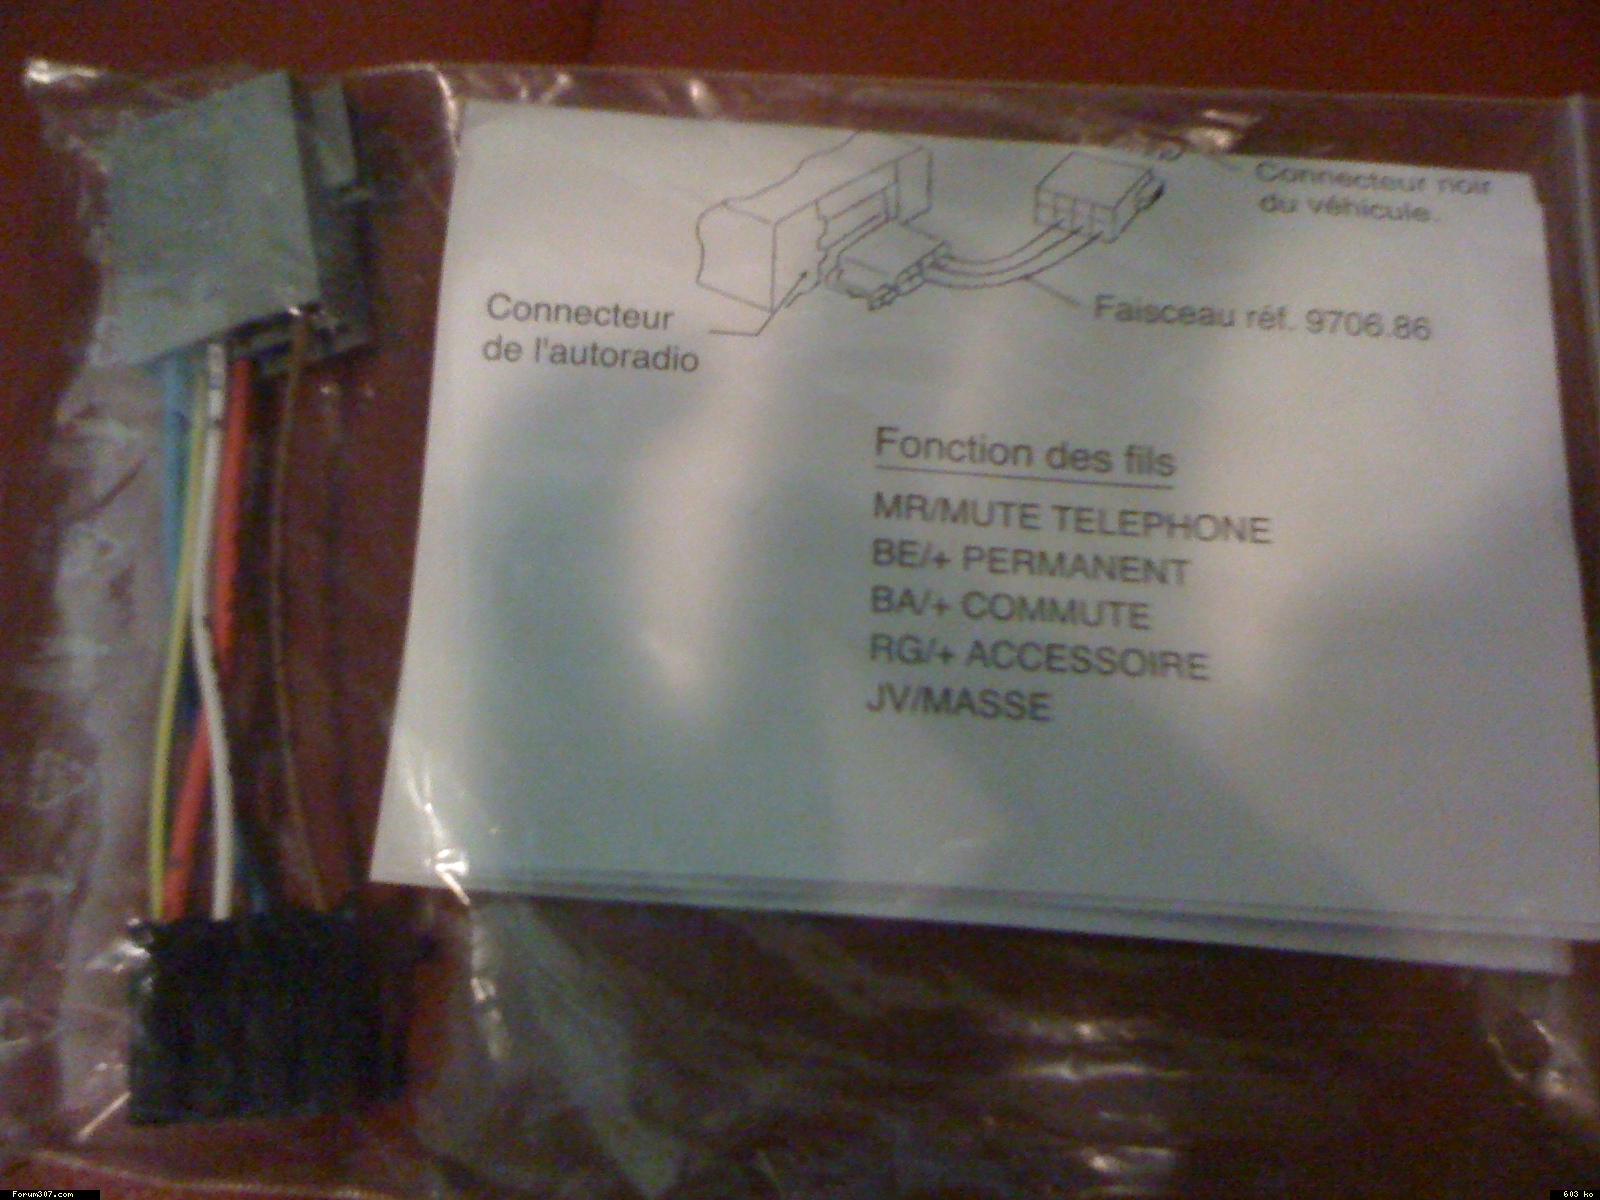 Connecteur noir
du véhicule.
Connecteur
de l'autoradio
Faisceau réf. 9706.86
Fonction des fils
MR/MUTE TELEPHONE
BE/+ PERMANENT
BA/+ COMMUTE
RG/+ ACCESSOIRE
JV/MASSE
Forum307.com
603 ko